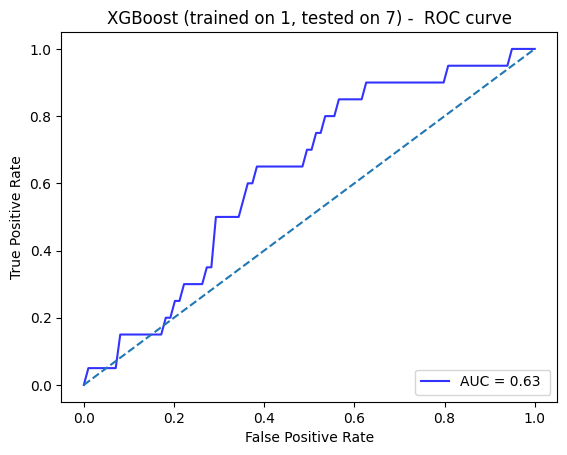 XGBoost (trained on 1, tested on 7) -  ROC curve
1.0
0.8
0.6
0.4
0.2
0.0
True Positive Rate
AUC = 0.63
0.0 0.2 0.4 0.6 0.8 1.0
False Positive Rate